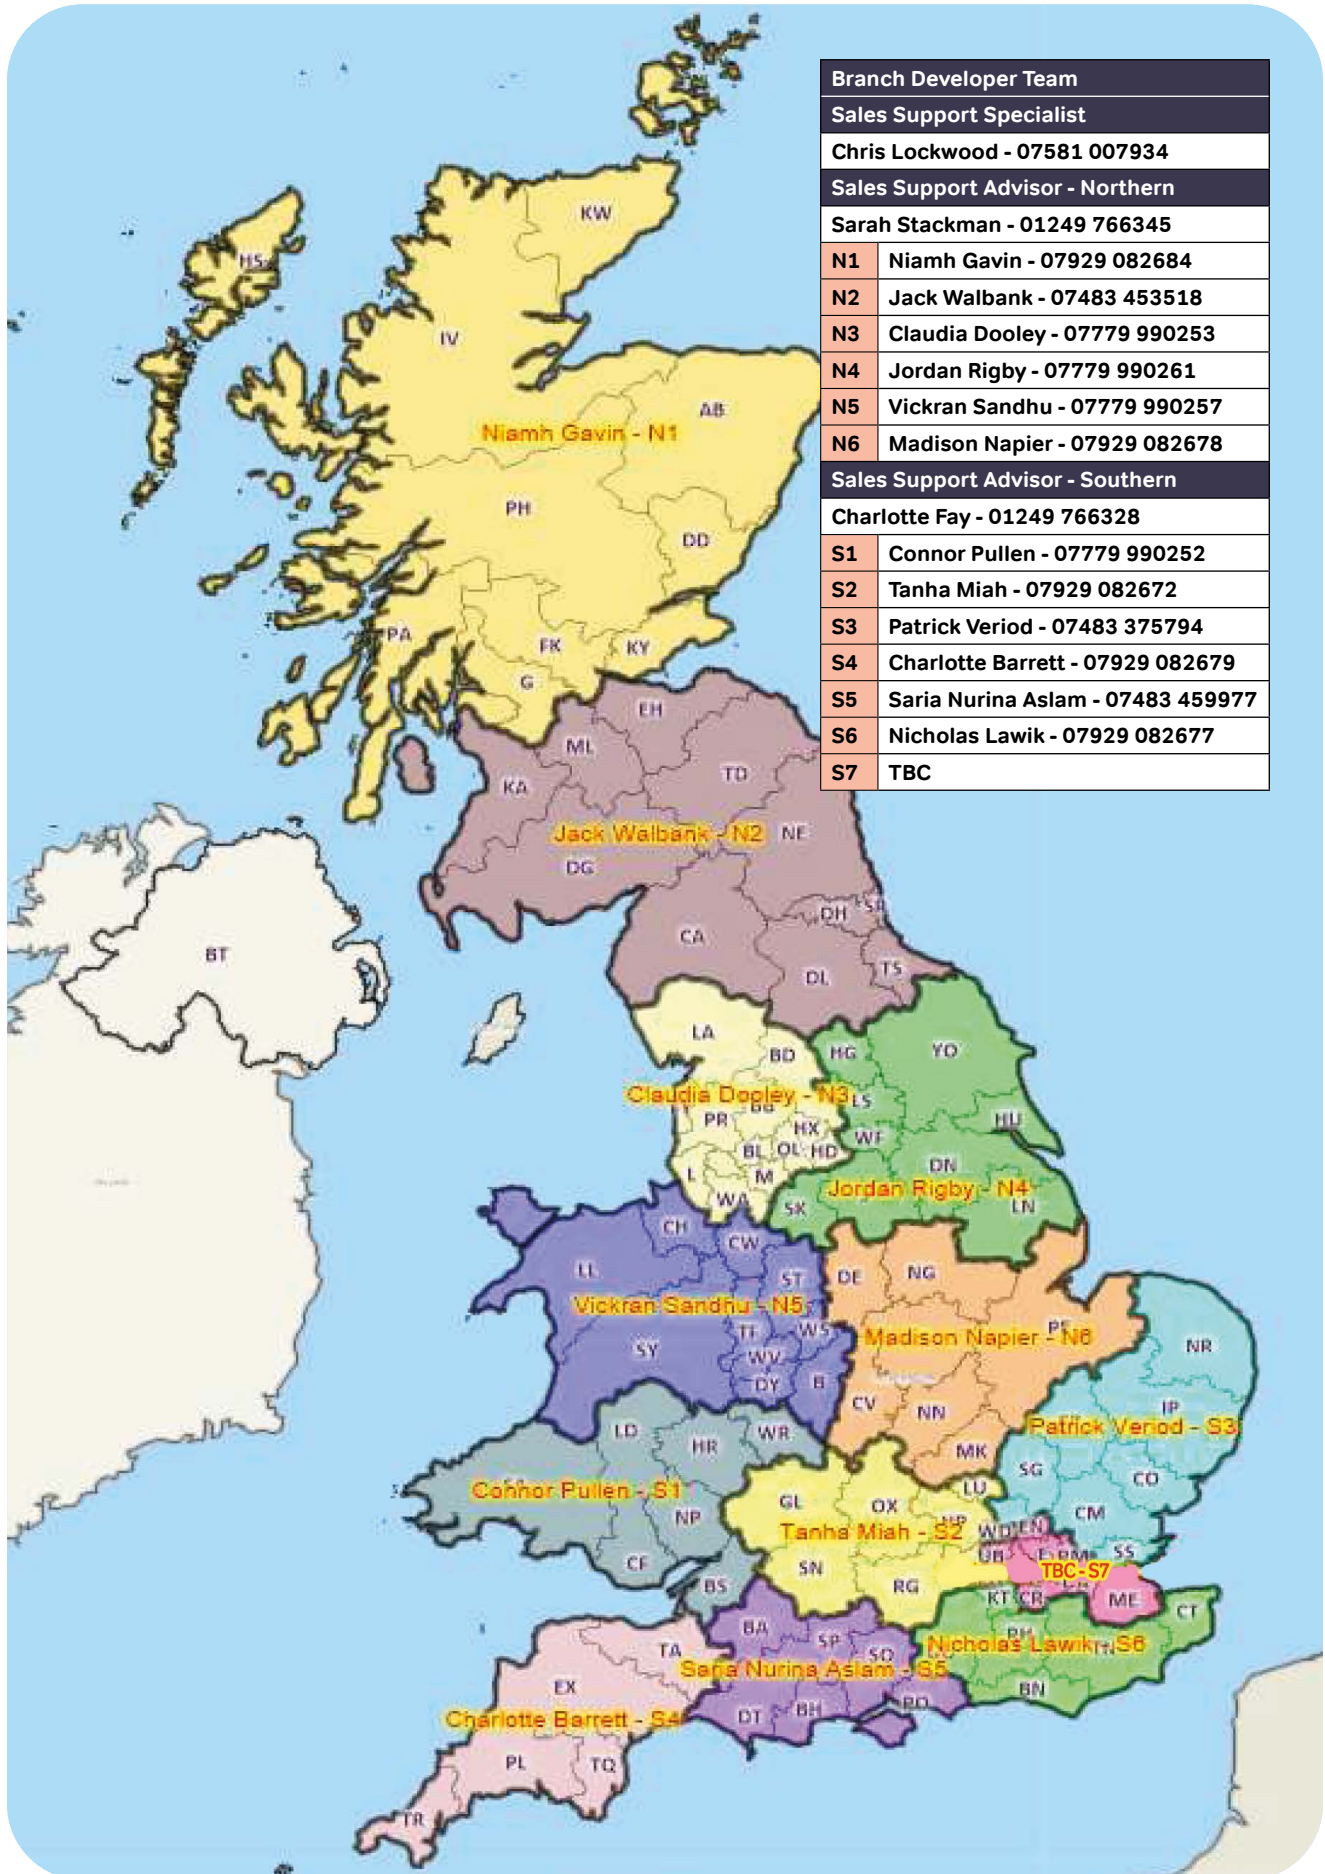 Branch Developer Team
Sales Support Specialist
Chris Lockwood - 07581 007934
Sales Support Advisor - Northern
Sarah Stackman - 01249 766345
N1 Niamh Gavin - 07929 082684
N2 Jack Walbank - 07483 453518
N3 Claudia Dooley - 07779 990253
N4 Jordan Rigby - 07779 990261
N5 Vickran Sandhu - 07779 990257
N6 Madison Napier - 07929 082678
Sales Support Advisor - Southern
Charlotte Fay - 01249 766328
S1 Connor Pullen - 07779 990252
S2 Tanha Miah - 07929 082672
S3 Patrick Veriod - 07483 375794
S4 Charlotte Barrett - 07929 082679
S5 Saria Nurina Aslam - 07483 459977
S6 Nicholas Lawik - 07929 082677
S7 TBC
KW
HS
IV
AB
Niamh Gavin - N1
PH
DD
PA
FK
KY
G
EH
ML
TD
KA
Jack Walbank - N2
NE
DG
DH
SR
CA
BT
DL
TS
LA
BD
HG
YO
Claudia Dooley - N3
BB
LS
PR
HX
HU
WF
BL
OL
HD
DN
L
M
Jordan Rigby - N4
WA
SK
LN
CH
CW
LL
ST
DE
NG
Vickran Sandhu - N5
TF
WS
Madison Napier - N6
PE
NR
SY
WV
DY
B
CV
NN
IP
Patrick Veriod - S3
LD
HR
WR
MK
SG
CO
Connor Pullen - S1
LU
GL
OX
CM
NP
Tanha Miah - S2
HP
WD
EN
CF
SN
UB
E
RM
SS
TBC - S7
BS
RG
KT
CR
ME
CT
BA
SP
SO
RH
Nicholas Lawik - S6
TN
TA
Saria Nurina Aslam - S5
EX
BN
DT
BH
PO
Charlotte Barrett - S4
PL
TQ
TR